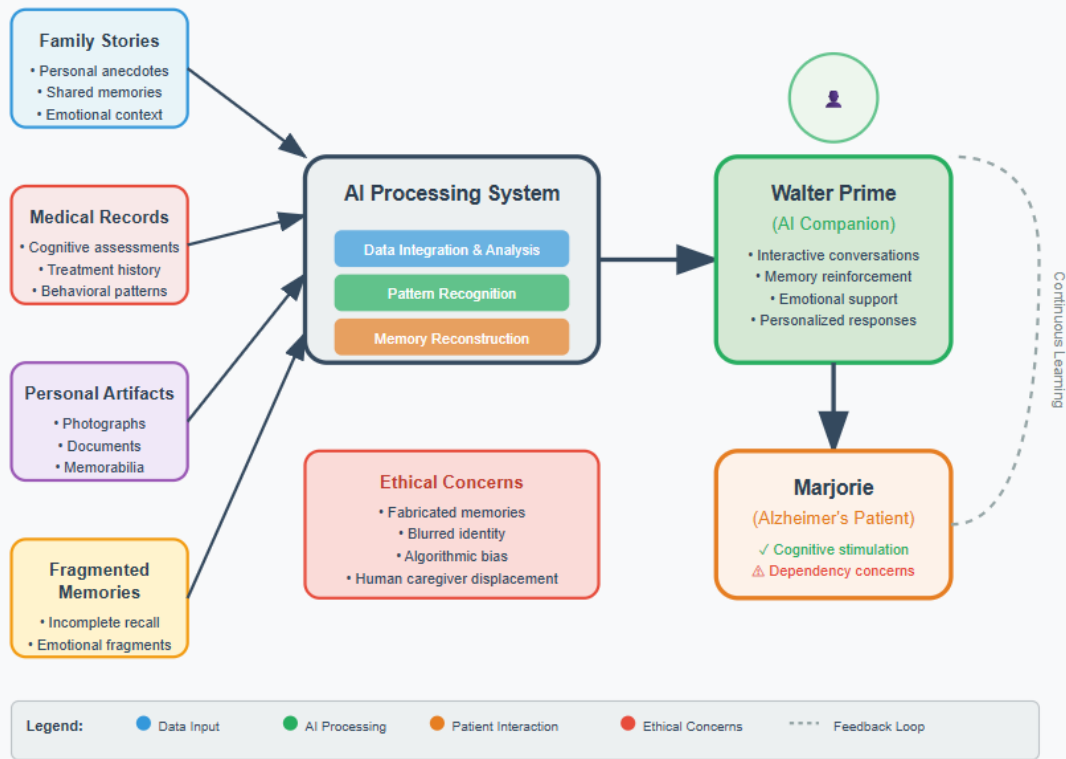 Family Stories
• Personal anecdotes
• Shared memories
• Emotional context
Medical Records
• Cognitive assessments
• Treatment history
• Behavioral patterns
Personal Artifacts
• Photographs
• Documents
• Memorabilia
Fragmented
Memories
• Incomplete recall
• Emotional fragments
AI Processing System
Data Integration & Analysis
Pattern Recognition
Memory Reconstruction
Ethical Concerns
• Fabricated memories
• Blurred identity
• Algorithmic bias
• Human caregiver displacement
Walter Prime
(AI Companion)
• Interactive conversations
• Memory reinforcement
• Emotional support
• Personalized responses
Marjorie
(Alzheimer's Patient)
✓ Cognitive stimulation
⚠ Dependency concerns
Continuous Learning
Legend:
Data Input
AI Processing
Patient Interaction
Ethical Concerns
Feedback Loop